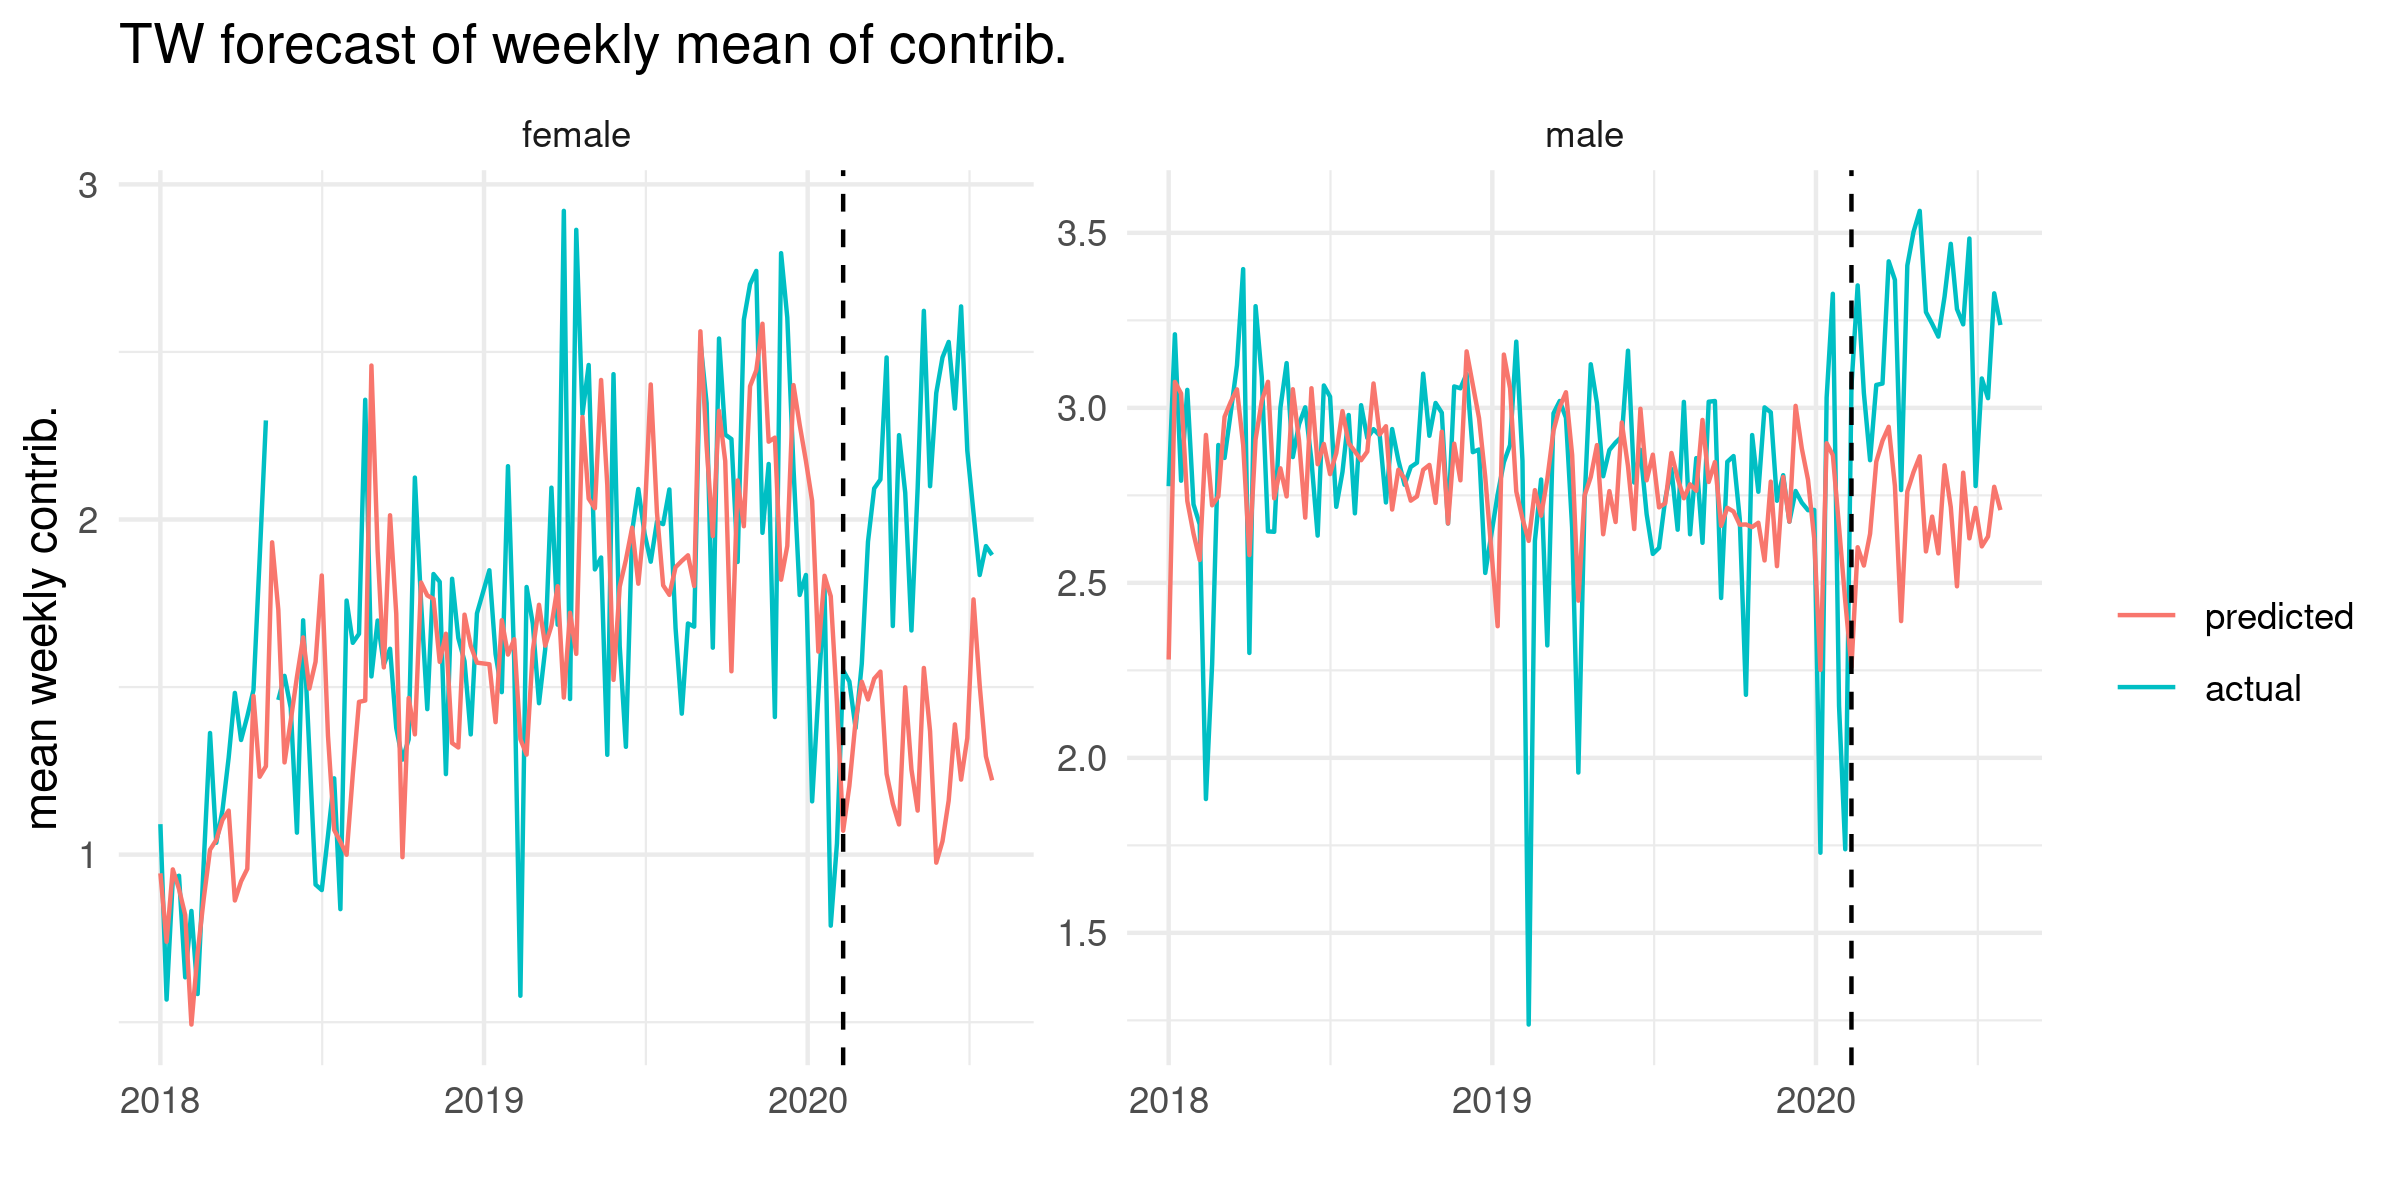 TW forecast of weekly mean of contrib.
female
male
mean weekly contrib.
3
2
1
3.5
3.0
2.5
2.0
1.5
2018
2019
2020
2018
2019
2020
predicted
actual